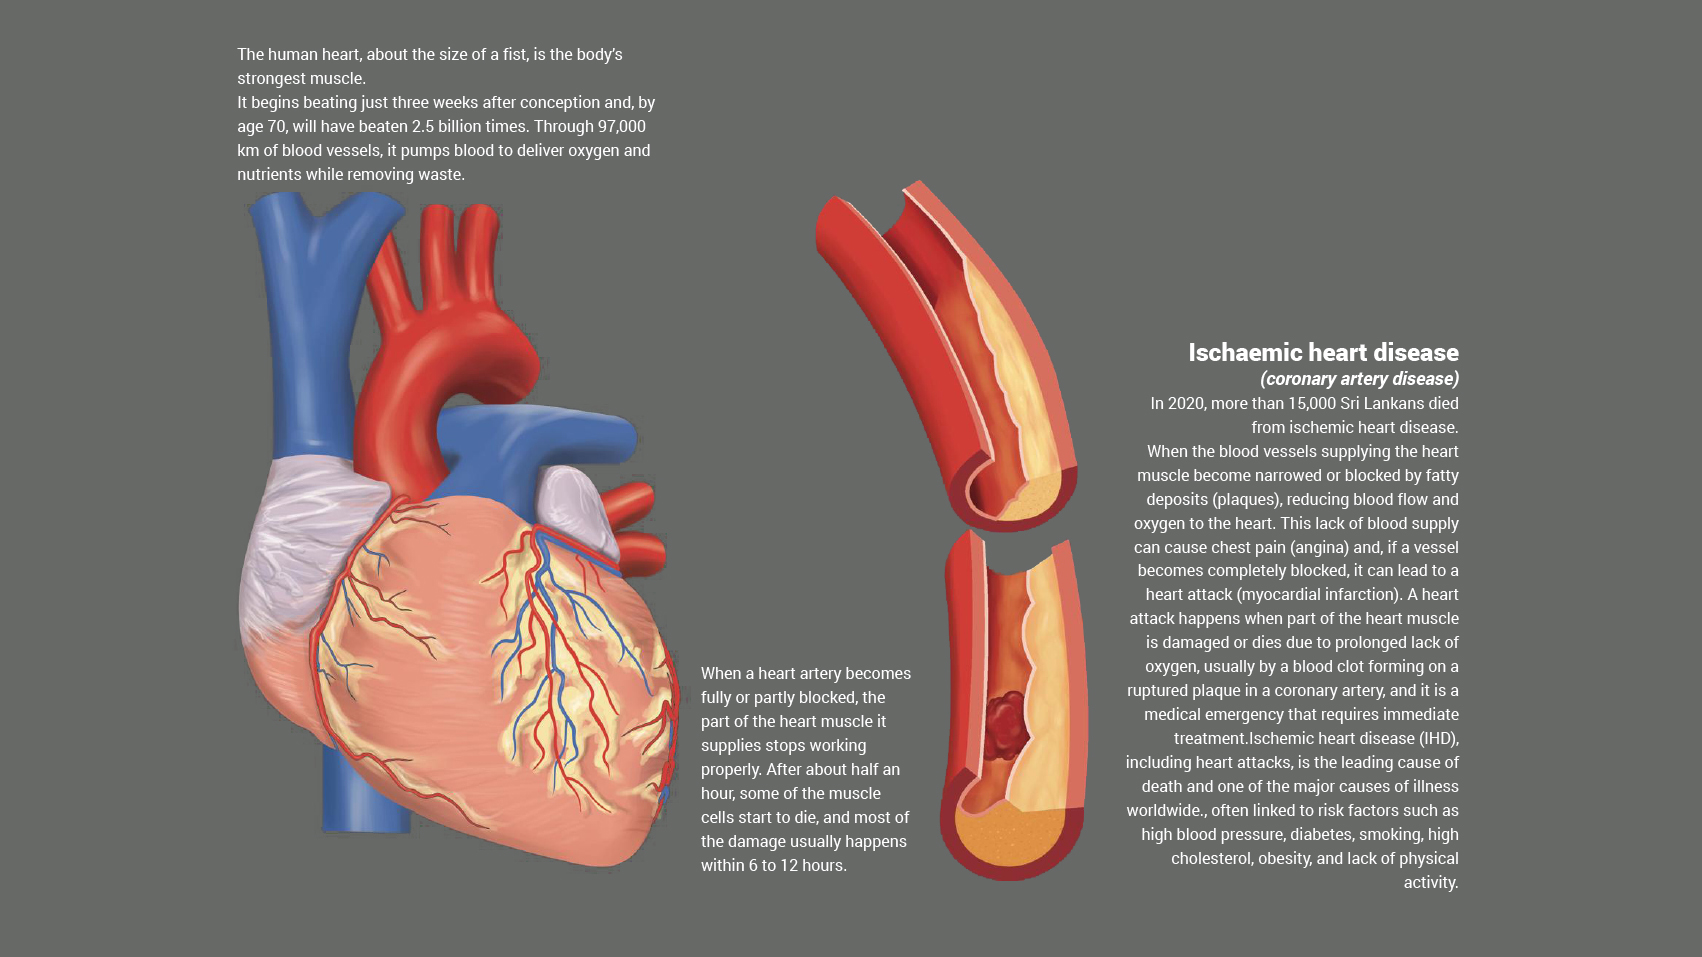 The human heart, about the size of a fist, is the body’s
strongest muscle.
It begins beating just three weeks after conception and, by
age 70, will have beaten 2.5 billion times. Through 97,000
km of blood vessels, it pumps blood to deliver oxygen and
nutrients while removing waste.
When a heart artery becomes
fully or partly blocked, the
part of the heart muscle it
supplies stops working
properly. After about half an
hour, some of the muscle
cells start to die, and most of
the damage usually happens
within 6 to 12 hours.
Ischaemic heart disease
(coronary artery disease)
In 2020, more than 15,000 Sri Lankans died
from ischemic heart disease.
When the blood vessels supplying the heart
muscle become narrowed or blocked by fatty
deposits (plaques), reducing blood flow and
oxygen to the heart. This lack of blood supply
can cause chest pain (angina) and, if a vessel
becomes completely blocked, it can lead to a
heart attack (myocardial infarction). A heart
attack happens when part of the heart muscle
is damaged or dies due to prolonged lack of
oxygen, usually by a blood clot forming on a
ruptured plaque in a coronary artery, and it is a
medical emergency that requires immediate
treatment.Ischemic heart disease (IHD),
including heart attacks, is the leading cause of
death and one of the major causes of illness
worldwide., often linked to risk factors such as
high blood pressure, diabetes, smoking, high
cholesterol, obesity, and lack of physical
activity.